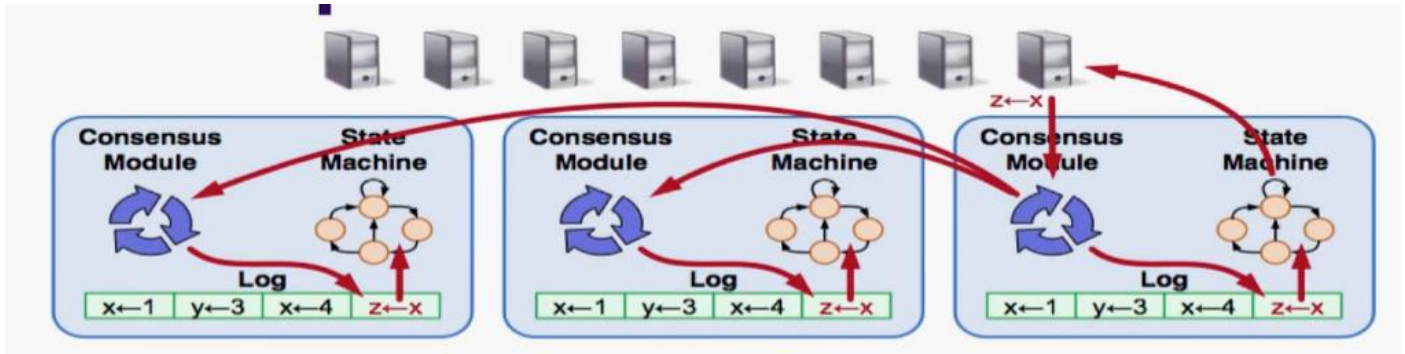 z←x
Consensus Module
State Machine
Log
x←1 y←3 x←4 z←x
Consensus Module
State Machine
Log
x←1 y←3 x←4 z←x
Consensus Module
State Machine
Log
x←1 y←3 x←4 z←x